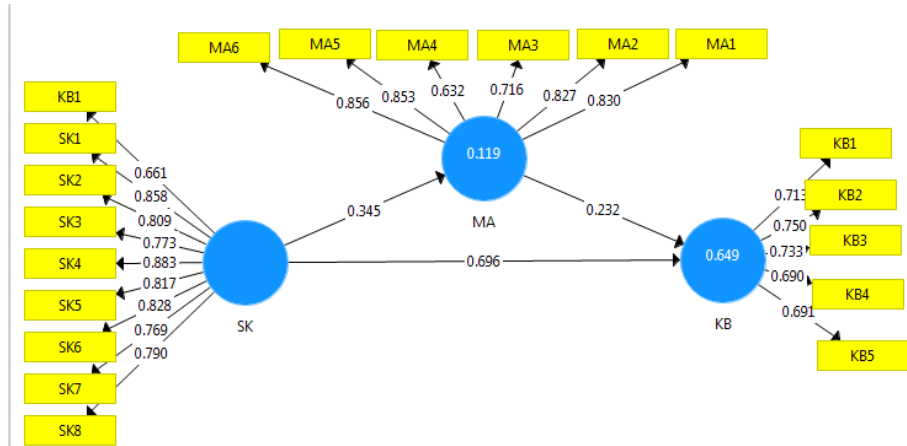 MA6 MA5 MA4 MA3 MA2 MA1
0.856 0.853 0.632 0.716 0.827 0.830
KB1
SK1
SK2
SK3
SK4
SK5
SK6
SK7
SK8
0.661
0.858
0.809
0.773
0.883
0.817
0.828
0.769
0.790
SK
0.345
0.119
MA
0.232
0.696
0.649
KB
0.713
0.750
0.733
0.690
0.691
KB1
KB2
KB3
KB4
KB5